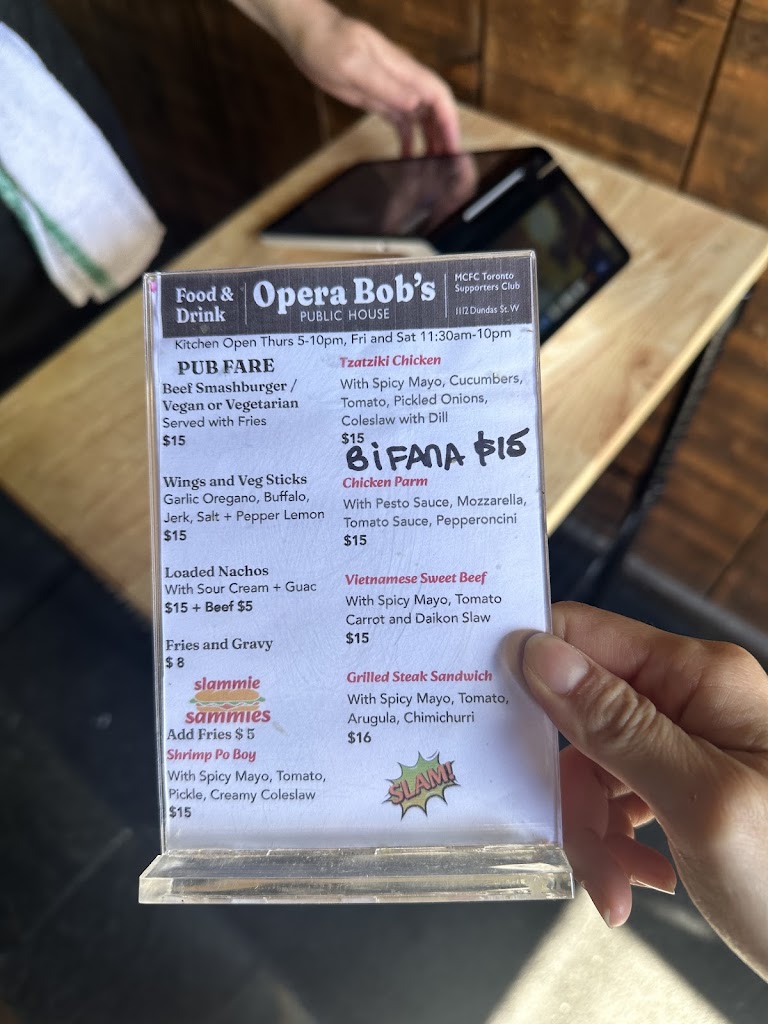 Food &
Drink
Opera Bob's
PUBLIC HOUSE
MCFC Toronto
Supporters Club
1112 Dundas St. W
Kitchen Open Thurs 5-10pm, Fri and Sat 11:30am-10pm
PUB FARE
Beef Smashburger /
Vegan or Vegetarian
Served with Fries
$15
Wings and Veg Sticks
Garlic Oregano, Buffalo,
Jerk, Salt + Pepper Lemon
$15
Loaded Nachos
With Sour Cream + Guac
$15 + Beef $5
Fries and Gravy
$ 8
slammie
sammies
Add Fries $ 5
Shrimp Po Boy
With Spicy Mayo, Tomato,
Pickle, Creamy Coleslaw
$15
Tzatziki Chicken
With Spicy Mayo, Cucumbers,
Tomato, Pickled Onions,
Coleslaw with Dill
$15
BiFANA $15
Chicken Parm
With Pesto Sauce, Mozzarella,
Tomato Sauce, Pepperoncini
$15
Vietnamese Sweet Beef
With Spicy Mayo, Tomato
Carrot and Daikon Slaw
$15
Grilled Steak Sandwich
With Spicy Mayo, Tomato,
Arugula, Chimichurri
$16
SLAM!